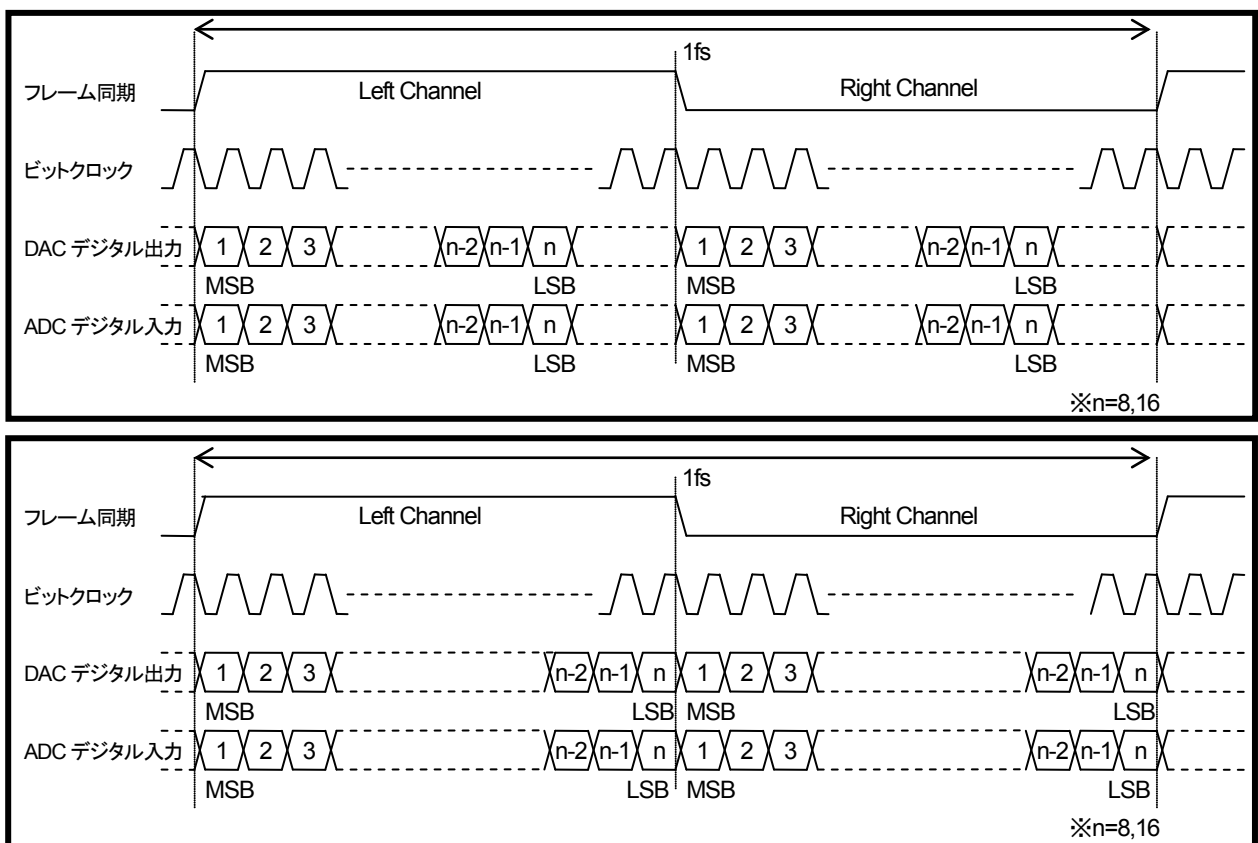 1fs
フレーム同期 Left Channel Right Channel
ビットクロック
DAC デジタル出力 1 2 3 n-2 n-1 n 1 2 3 n-2 n-1 n
MSB LSB MSB LSB
ADC デジタル入力 1 2 3 n-2 n-1 n 1 2 3 n-2 n-1 n
MSB LSB MSB LSB
※n=8,16
1fs
フレーム同期 Left Channel Right Channel
ビットクロック
DAC デジタル出力 1 2 3 n-2 n-1 n 1 2 3 n-2 n-1 n
MSB LSB MSB LSB
ADC デジタル入力 1 2 3 n-2 n-1 n 1 2 3 n-2 n-1 n
MSB LSB MSB LSB
※n=8,16